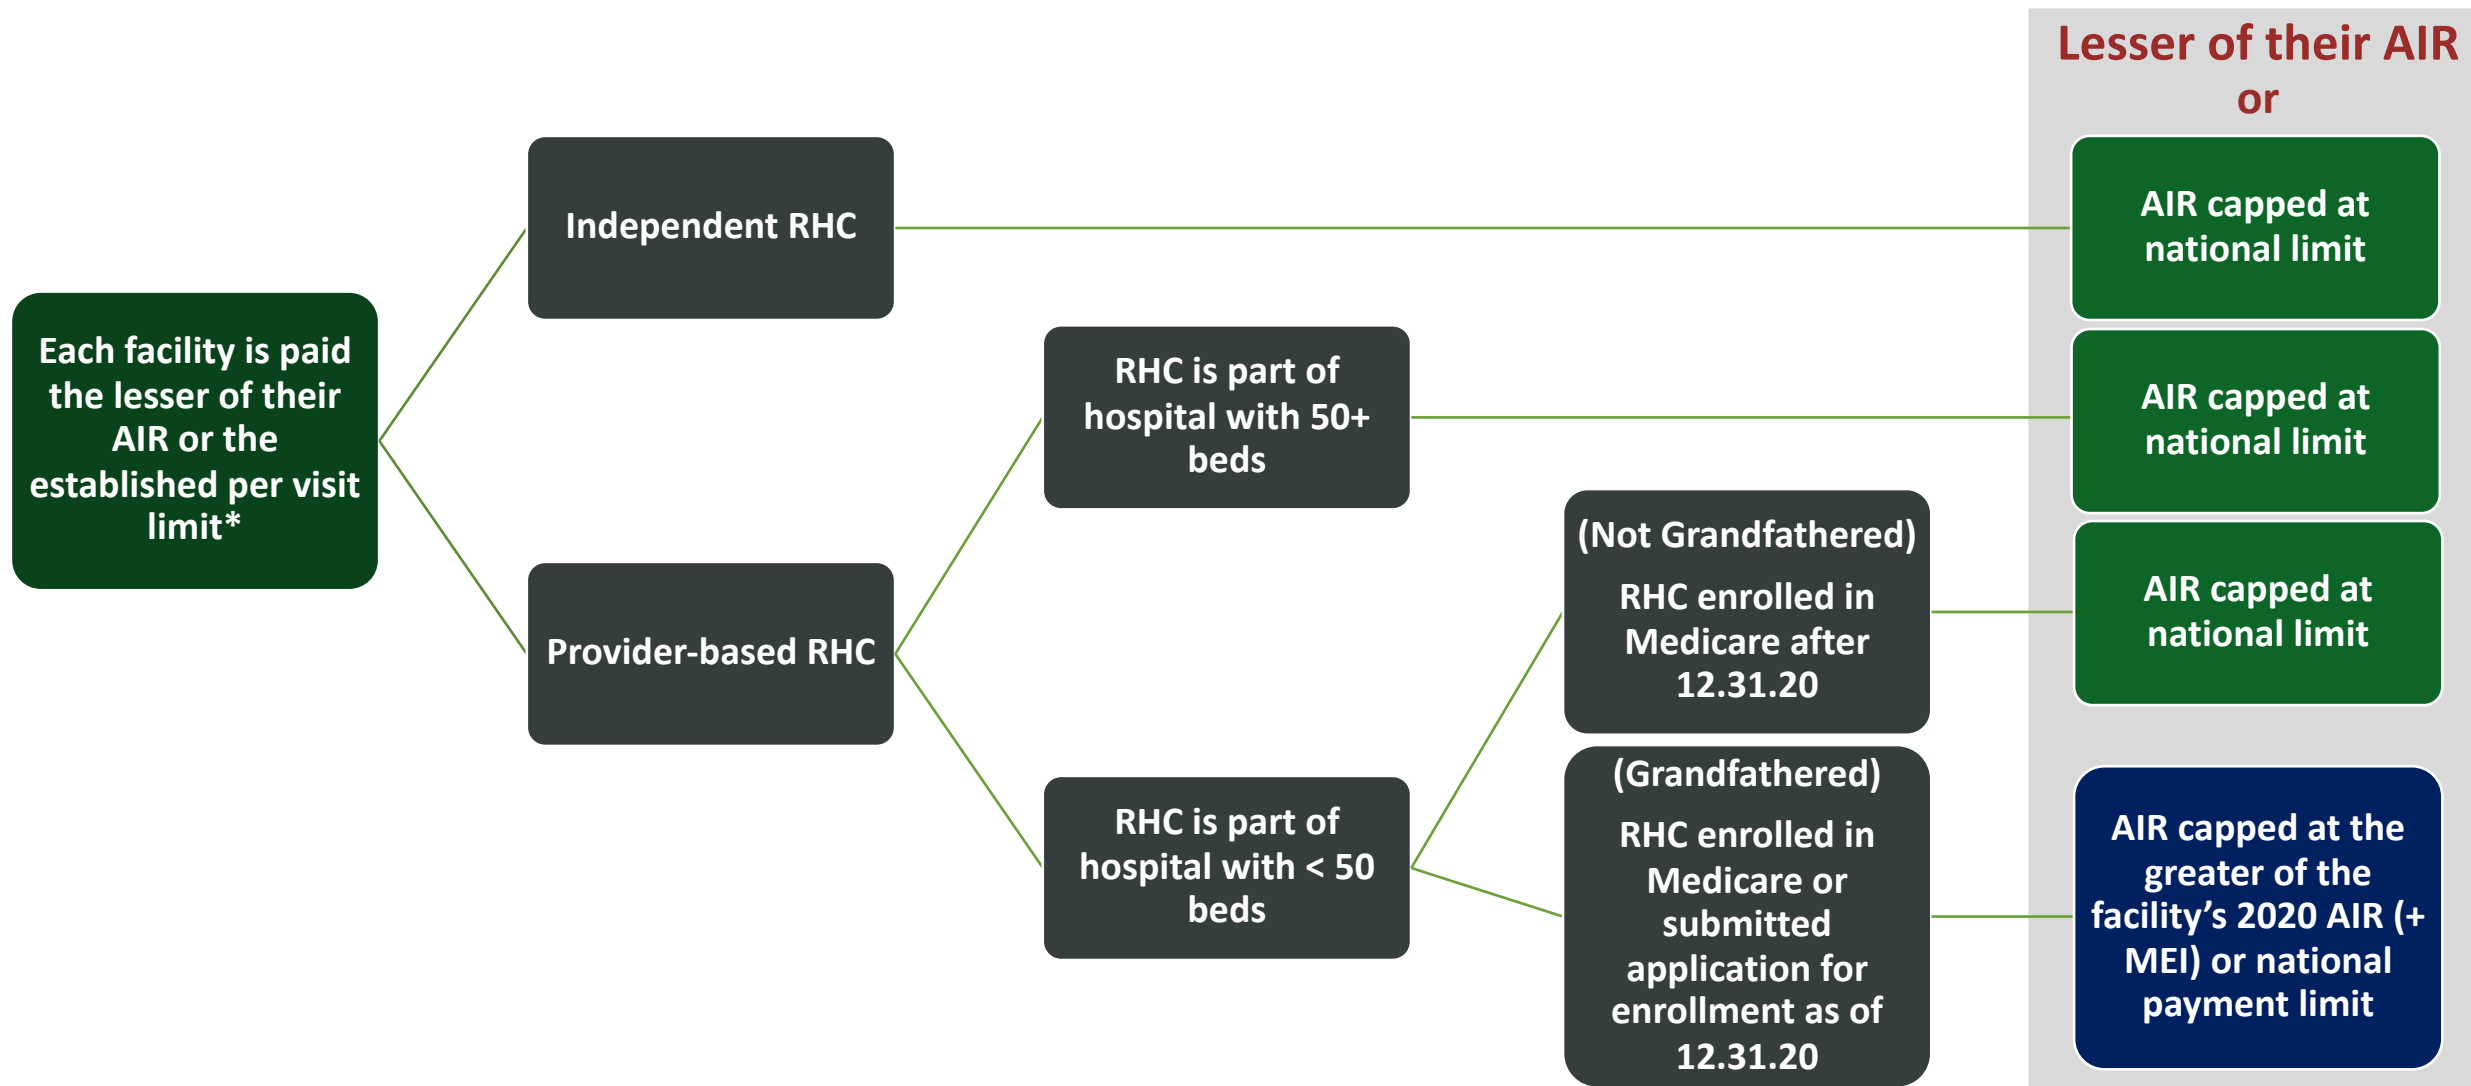 Lesser of their AIR
or
Each facility is paid
the lesser of their
AIR or the
established per visit
limit*
Independent RHC
AIR capped at
national limit
Provider-based RHC
RHC is part of
hospital with 50+
beds
AIR capped at
national limit
RHC is part of
hospital with < 50
beds
(Not Grandfathered)
RHC enrolled in
Medicare after
12.31.20
AIR capped at
national limit
(Grandfathered)
RHC enrolled in
Medicare or
submitted
application for
enrollment as of
12.31.20
AIR capped at the
greater of the
facility’s 2020 AIR (+
MEI) or national
payment limit